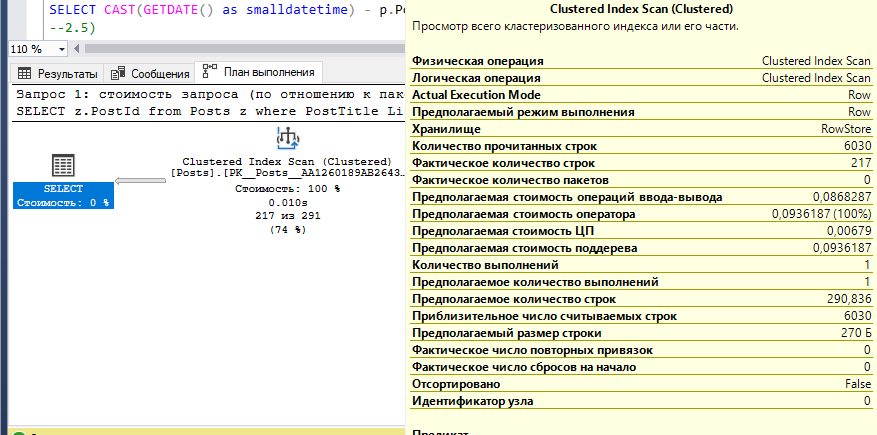 SELECT CAST(GETDATE() as smalldatetime) - p.Po
--2.5)
110 %
Результаты
Сообщения
План выполнения
Запрос 1: стоимость запроса (по отношению к пак
SELECT z.PostId from Posts z where PostTitle Li
SELECT
Стоимость: 0 %
Clustered Index Scan (Clustered)
[Posts].[PK__Posts__AA1260189AB2643…
Стоимость: 100 %
0.010s
217 из 291
(74 %)
Clustered Index Scan (Clustered)
Просмотр всего кластеризованного индекса или его части.
Физическая операция Clustered Index Scan
Логическая операция Clustered Index Scan
Actual Execution Mode Row
Предполагаемый режим выполнения Row
Хранилище RowStore
Количество прочитанных строк 6030
Фактическое количество строк 217
Фактическое количество пакетов 0
Предполагаемая стоимость операций ввода-вывода 0,0868287
Предполагаемая стоимость оператора 0,0936187 (100%)
Предполагаемая стоимость ЦП 0,00679
Предполагаемая стоимость поддерева 0,0936187
Количество выполнений 1
Предполагаемое количество выполнений 1
Предполагаемое количество строк 290,836
Приблизительное число считываемых строк 6030
Предполагаемый размер строки 270 Б
Фактическое число повторных привязок 0
Фактическое число сбросов на начало 0
Отсортировано False
Идентификатор узла 0
Предикат